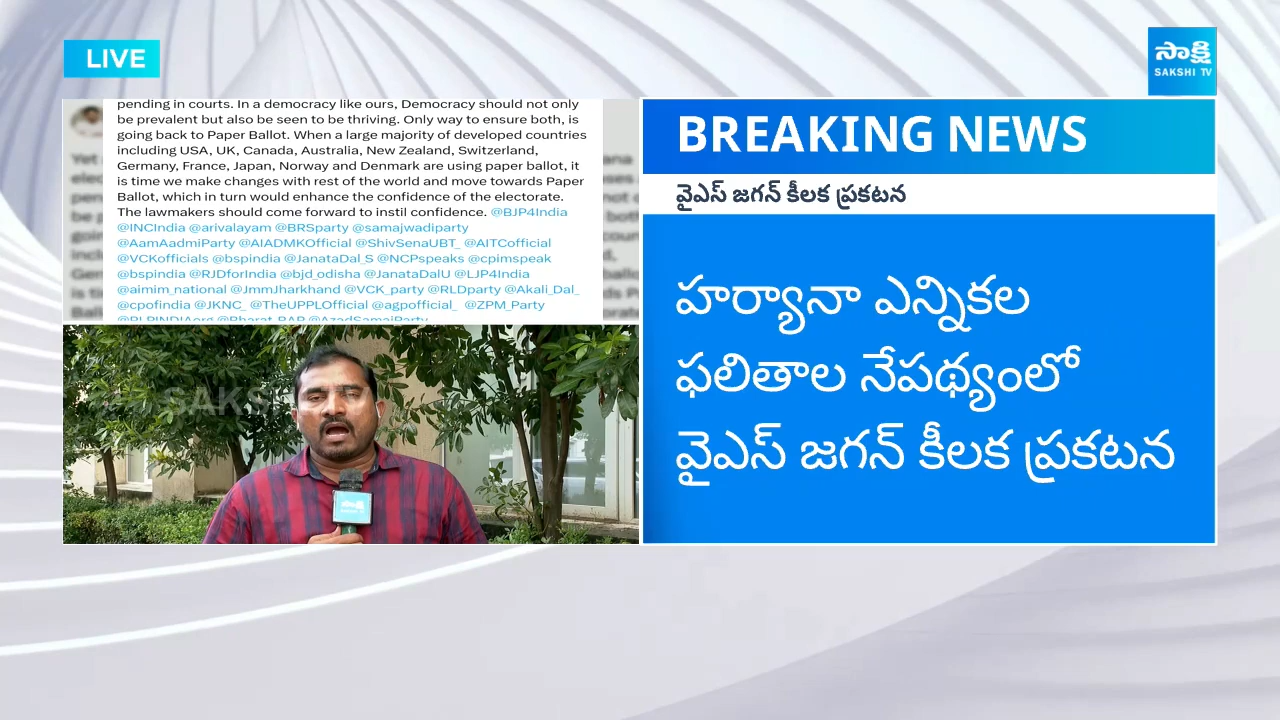 LIVE
సాక్షి
SAKSHI TV
pending in courts. In a democracy like ours, Democracy should not only
be prevalent but also be seen to be thriving. Only way to ensure both, is
going back to Paper Ballot. When a large majority of developed countries
including USA, UK, Canada, Australia, New Zealand, Switzerland,
Germany, France, Japan, Norway and Denmark are using paper ballot, it
is time we make changes with rest of the world and move towards Paper
Ballot, which in turn would enhance the confidence of the electorate.
The lawmakers should come forward to instil confidence. @BJP4India
@INCIndia @arivalayam @BRSparty @samajwadiparty
@AamAadmiParty @AIADMKOfficial @ShivSenaUBT_ @AITCofficial
@VCKofficials @bspindia @JanataDal_S @NCPspeaks @cpimspeak
@bspindia @RJDforIndia @bjd_odisha @JanataDalU @LJP4India
@aimim_national @JmmJharkhand @VCK_party @RLDparty @Akali_Dal_
@cpofindia @JKNC_ @TheUPPLOfficial @agpofficial_ @ZPM_Party
BREAKING NEWS
వైఎస్ జగన్ కీలక ప్రకటన
హర్యానా ఎన్నికల
ఫలితాల నేపథ్యంలో
వైఎస్ జగన్ కీలక ప్రకటన
SAKSHI
సాక్షి